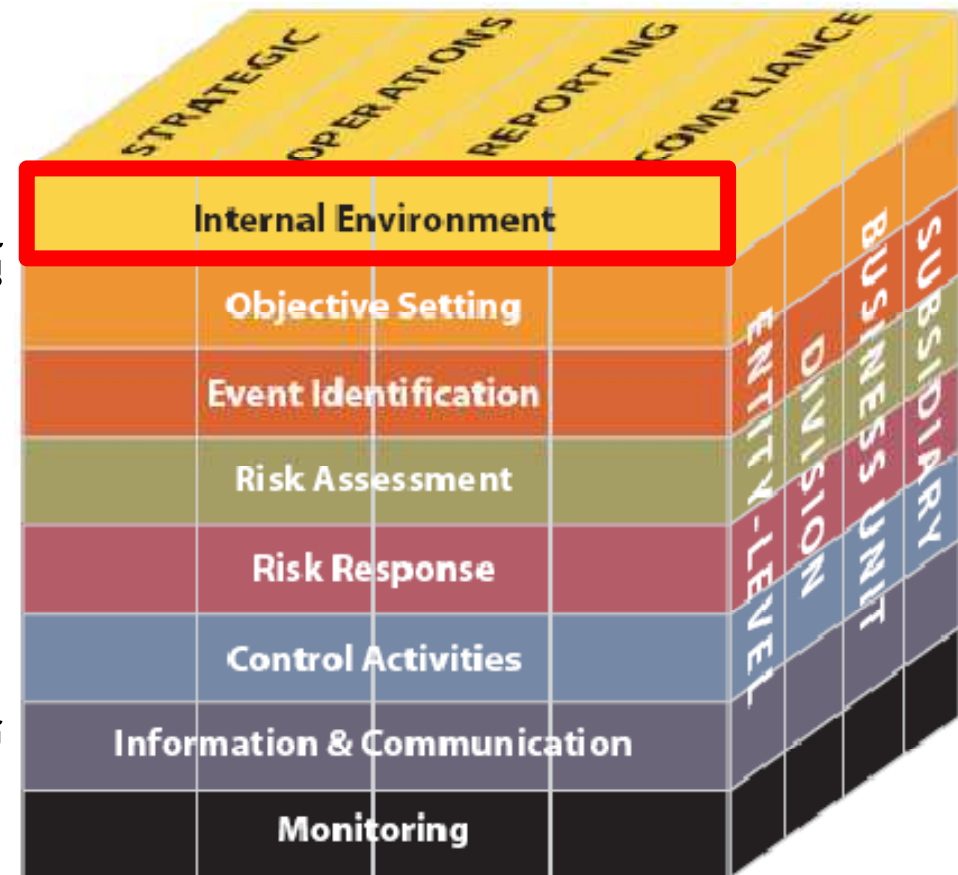 STRATEGIC
OPERATIONS
REPORTING
COMPLIANCE
Internal Environment
Objective Setting
Event Identification
Risk Assessment
Risk Response
Control Activities
Information & Communication
Monitoring
ENTITY-LEVEL
DIVISION
BUSINESS UNIT
SUBSIDIARY